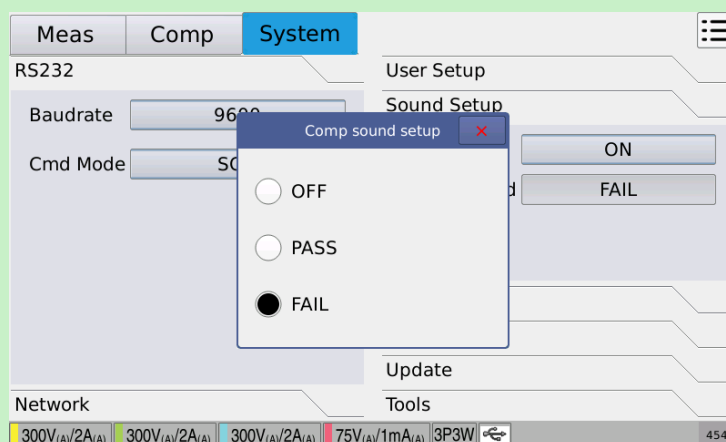 Meas Comp System
RS232
Baudrate
Cmd Mode
Network
User Setup
Sound Setup
ON
FAIL
Update
Tools
Comp sound setup ×
OFF
PASS
FAIL
300V(A)/2A(A) 300V(A)/2A(A) 300V(A)/2A(A) 75V(A)/1mA(A) 3P3W